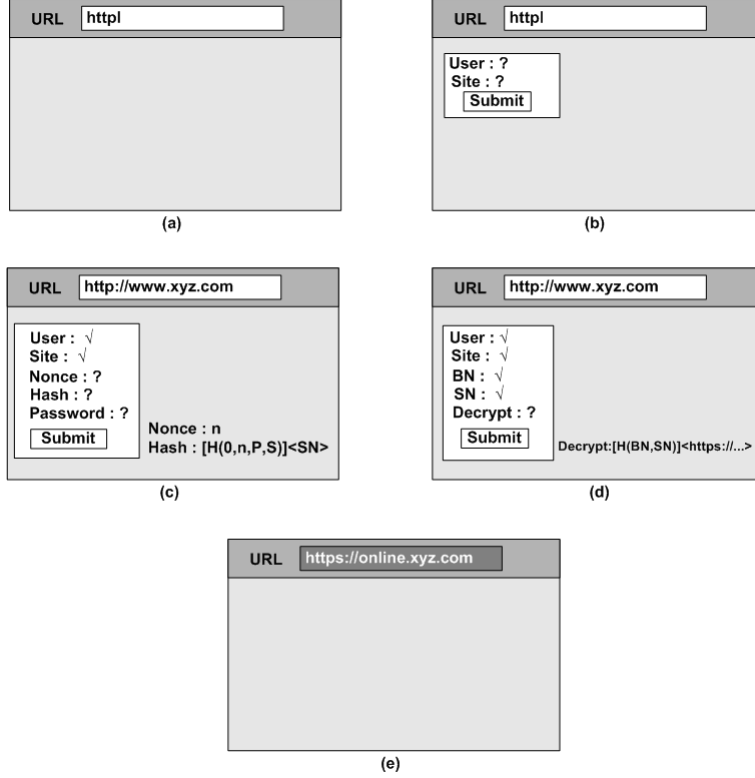 URL httpl
(a)
URL httpl
User : ?
Site : ?
Submit
(b)
URL http://www.xyz.com
User : √
Site : √
Nonce : ?
Hash : ?
Password : ?
Submit
Nonce : n
Hash : [H(0,n,P,S)]<SN>
(c)
URL http://www.xyz.com
User : √
Site : √
BN : √
SN : √
Decrypt : ?
Submit
Decrypt:[H(BN,SN)]<https://...>
(d)
URL https://online.xyz.com
(e)